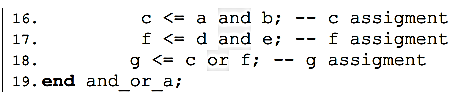 16. c <= a and b; -- c assigment
17. f <= d and e; -- f assigment
18. g <= c or f; -- g assigment
19. end and_or_a;